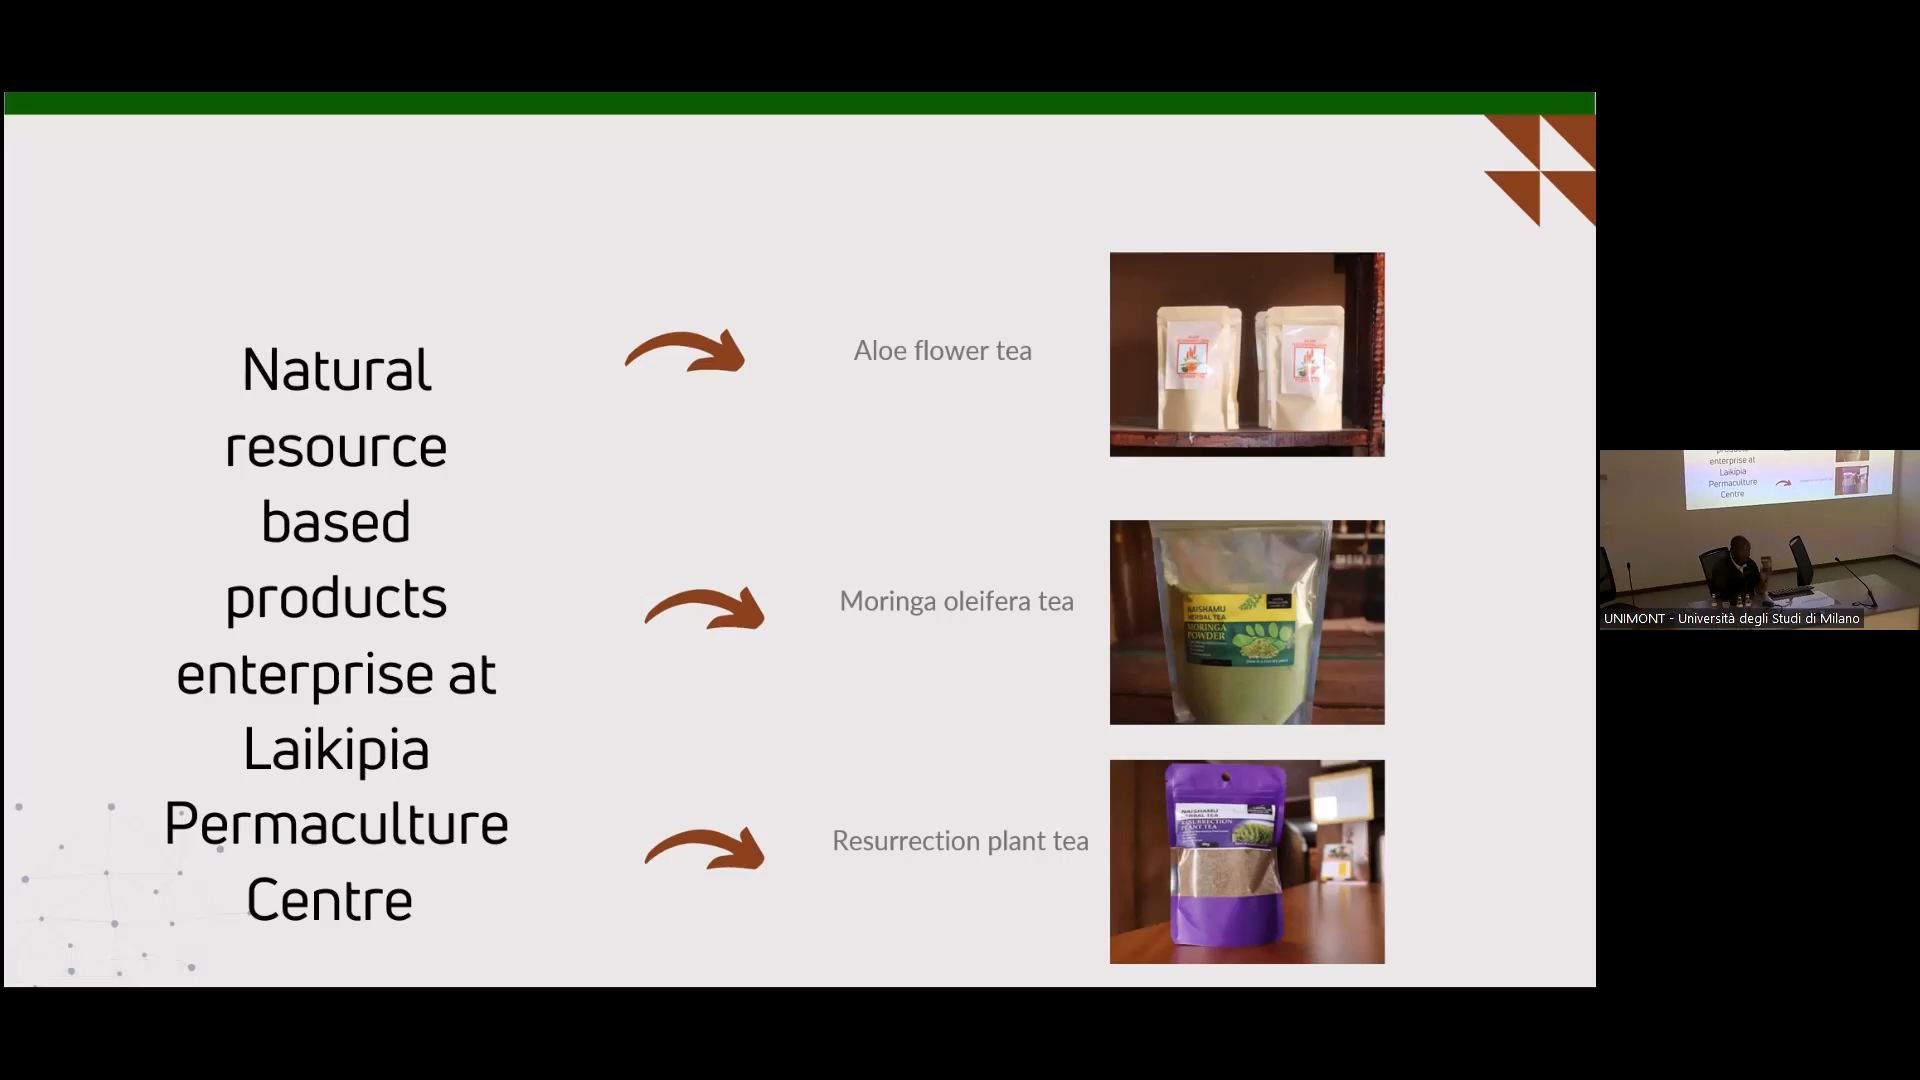 Natural
resource
based
products
enterprise at
Laikipia
Permaculture
Centre
Aloe flower tea
Moringa oleifera tea
NAISHAMU
HERBAL TEA
MORINGA
POWDER
Resurrection plant tea
NAISHAMU
HERBAL TEA
RESURRECTION
PLANT TEA
enterprise at
Laikipia
Permaculture
Centre
UNIMONT - Università degli Studi di Milano